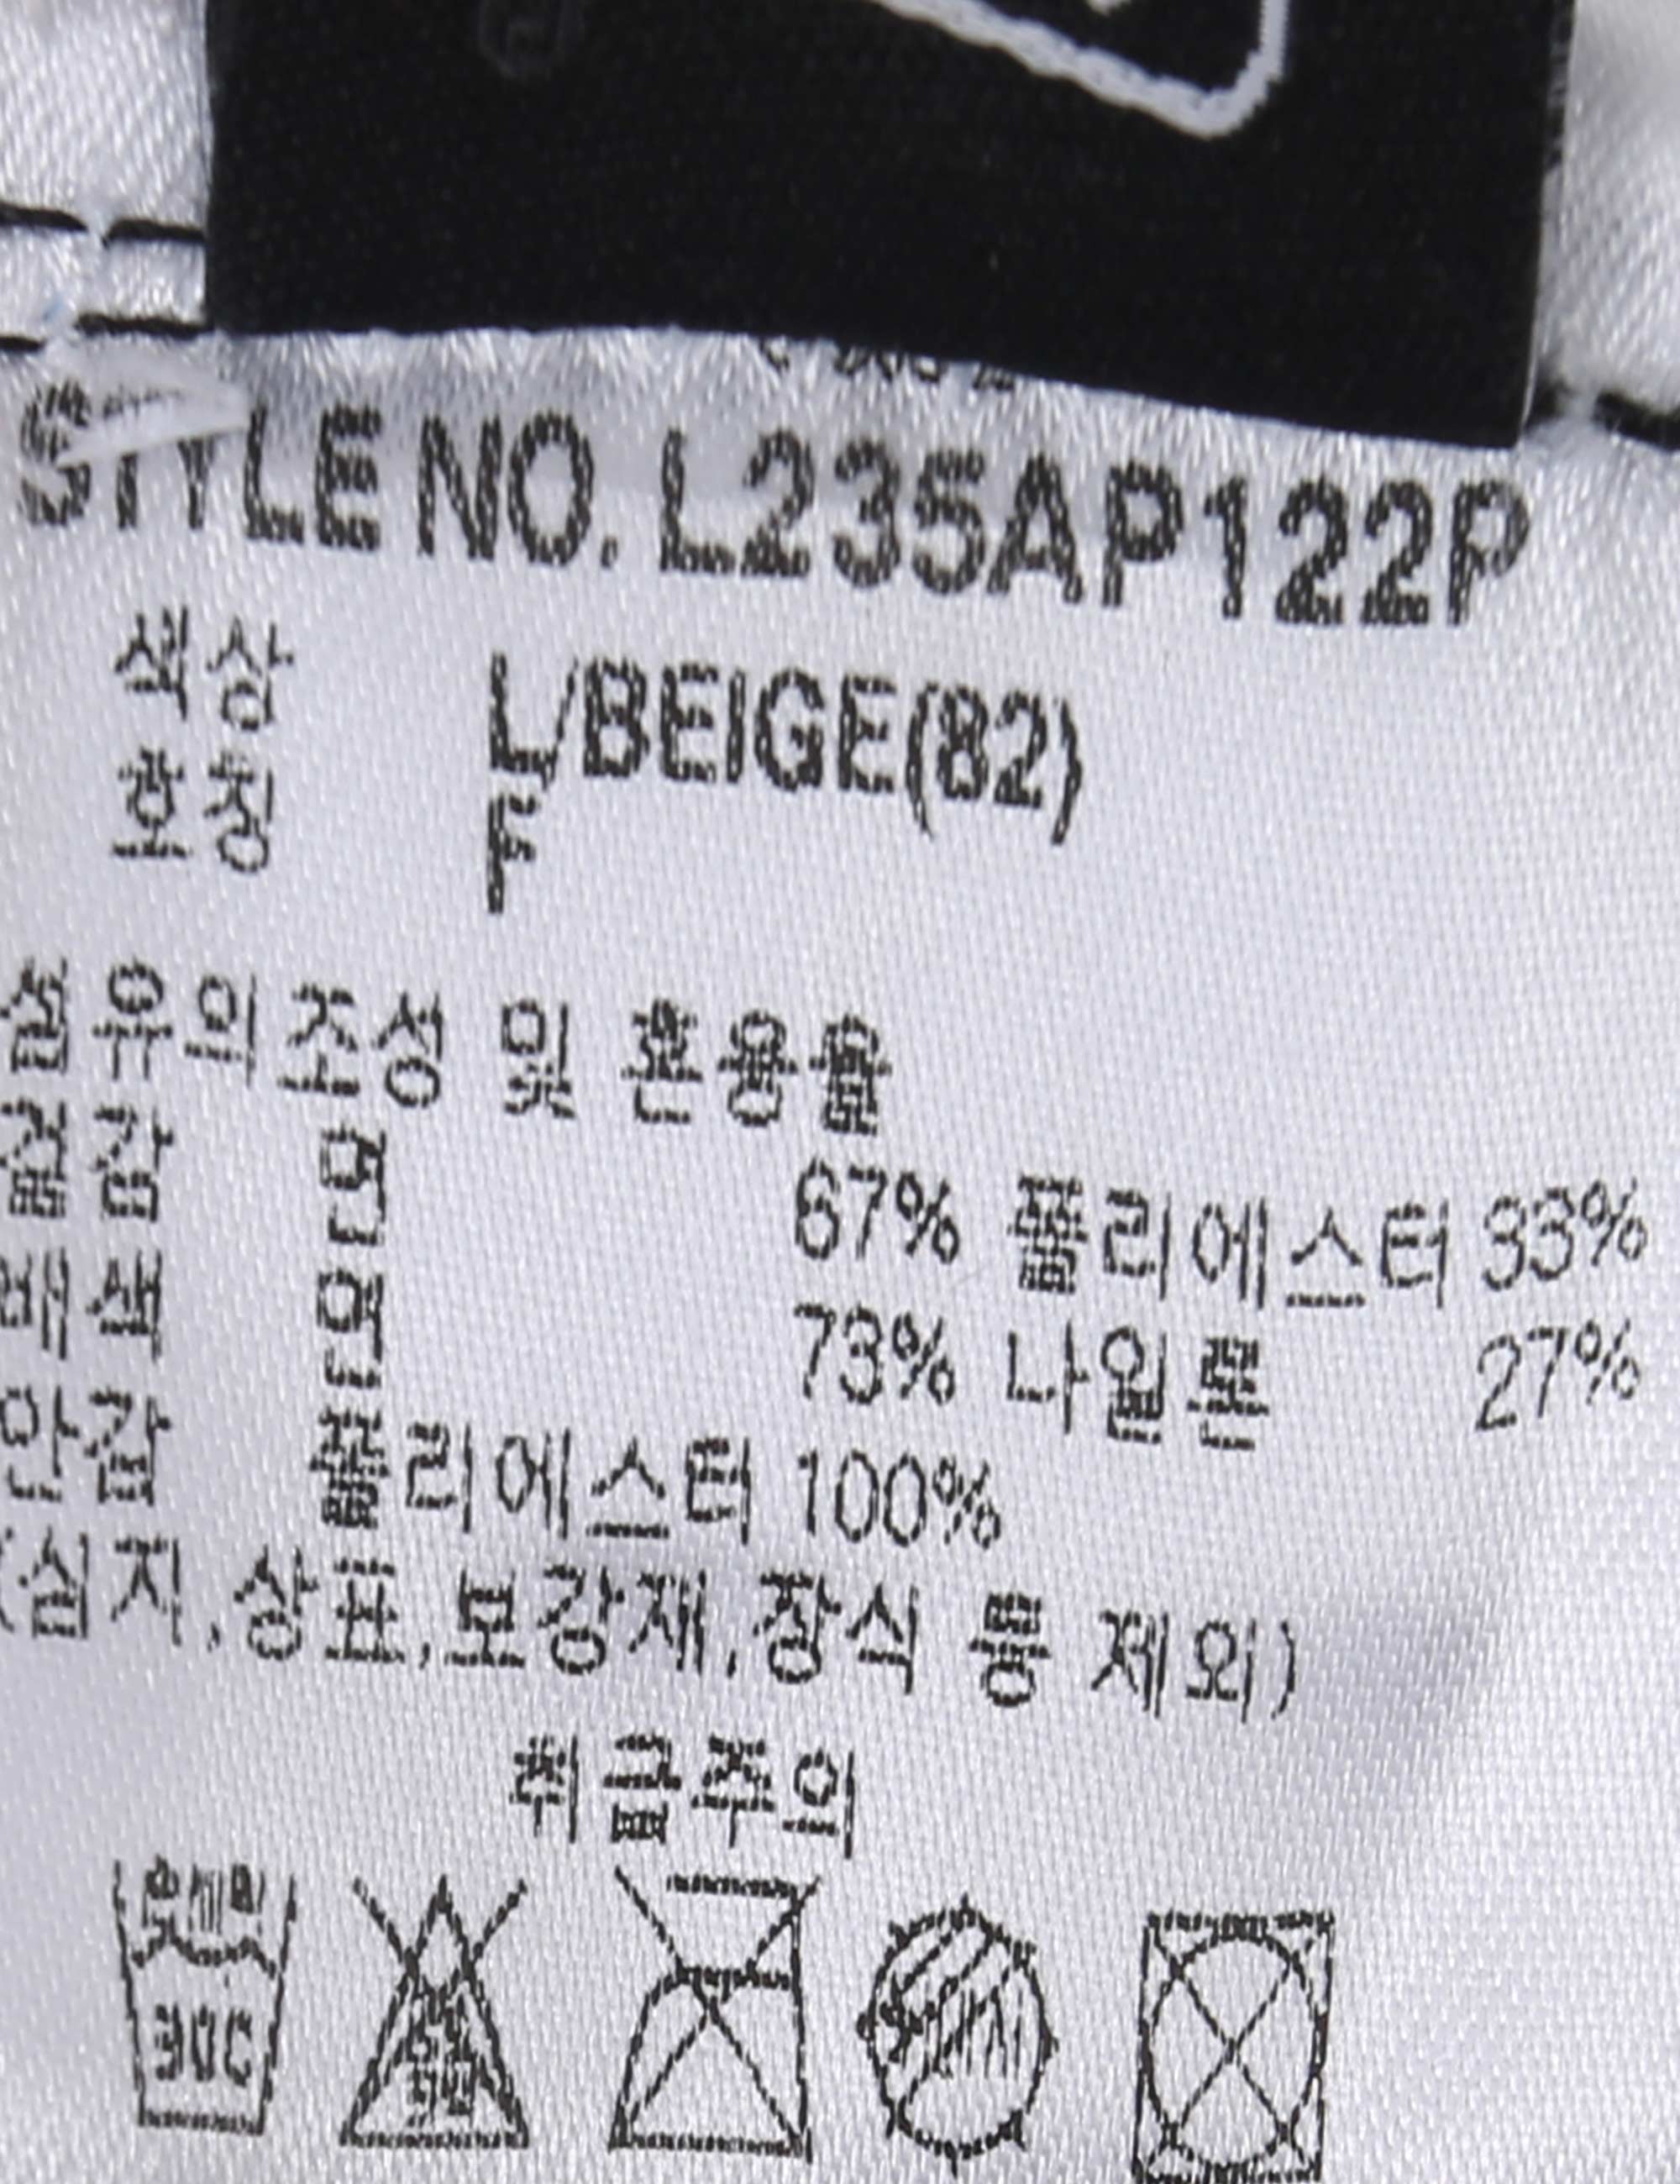 STYLE NO. L235AP122P
색상 L/BEIGE(82)
호칭 F
섬유의 조성 및 혼용율
겉감 면 67% 폴리에스터 33%
배색 면 73% 나일론 27%
안감 폴리에스터 100%
(심지,상표,보강재,장식 등 제외)
취급주의
30C